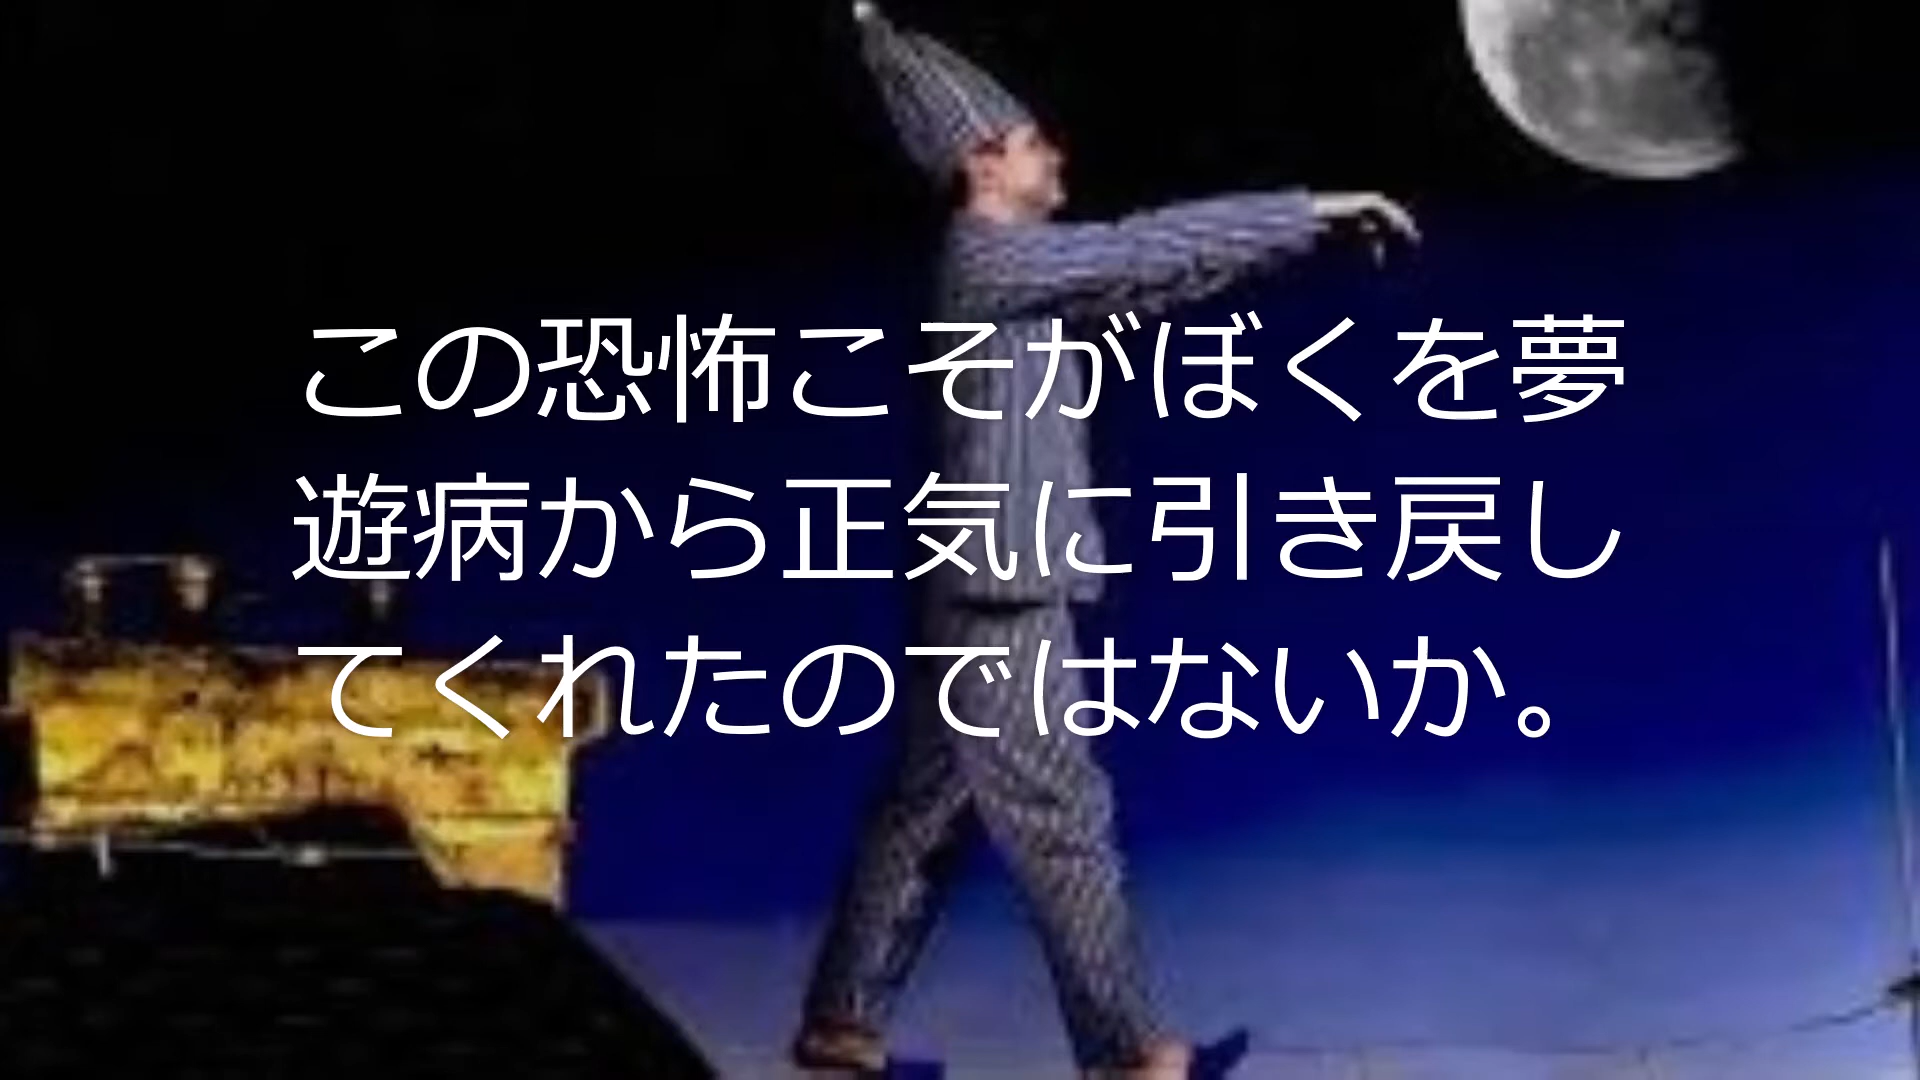 この恐怖こそがぼくを夢
遊病から正気に引き戻し
てくれたのではないか。